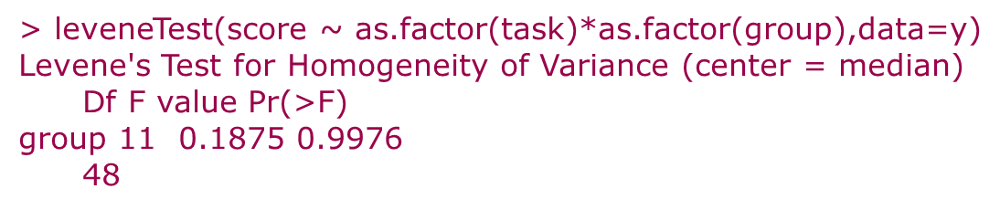 > leveneTest(score ~ as.factor(task)*as.factor(group),data=y)
Levene's Test for Homogeneity of Variance (center = median)
Df F value Pr(>F)
group 11 0.1875 0.9976
48